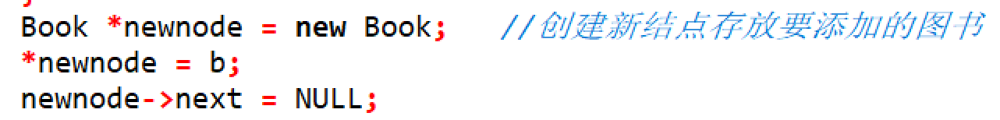 Book *newnode = new Book;   //创建新结点存放要添加的图书
*newnode = b;
newnode->next = NULL;